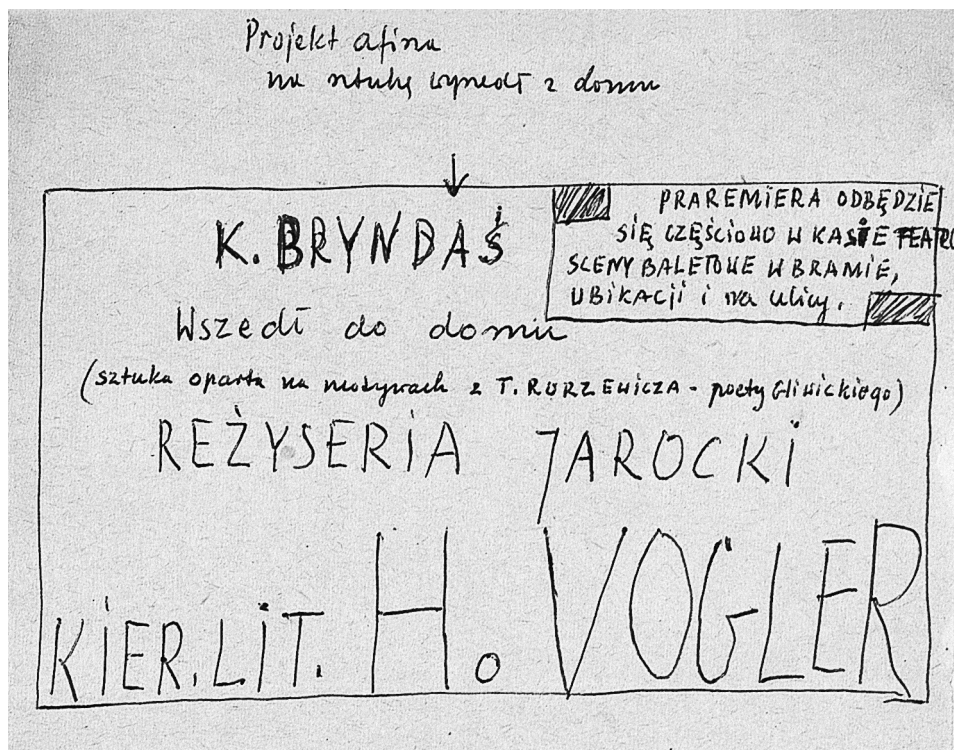 Projekt afisza
na sztukę wyszedł z domu
K. BRYNDAŚ
PRAREMIERA ODBĘDZIE
SIĘ CZĘŚCIOWO W KASIE TEATRU
SCENY BALETOWE W BRAMIE,
UBIKACJI i na ulicy.
Wszedł do domu
(sztuka oparta na motywach z T. RURZEWICZA - poety Gliwickiego)
REŻYSERIA JAROCKI
KIER. LIT. H. VOGLER